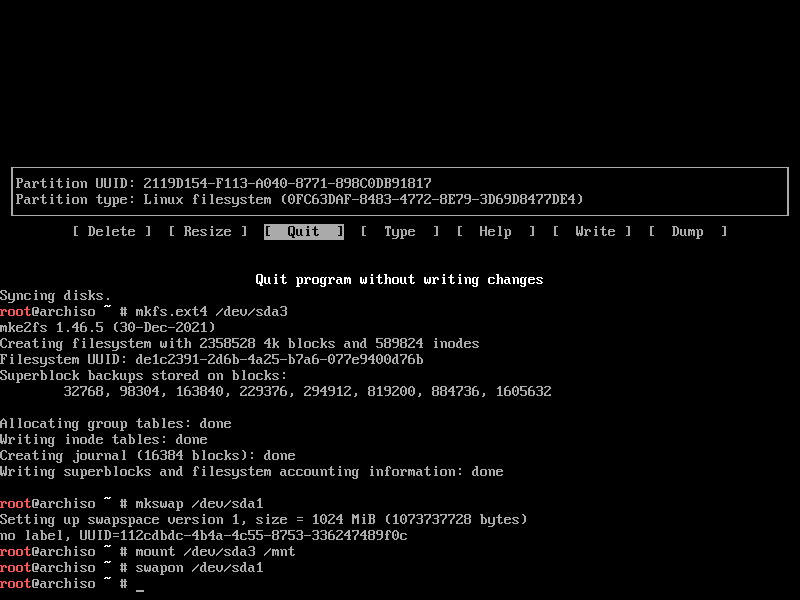 Partition UUID: 2119D154-F113-A040-8771-898C0DB91817
Partition type: Linux filesystem (0FC63DAF-8483-4772-8E79-3D69D8477DE4)
[ Delete ]  [ Resize ]  [  Quit  ]  [  Type  ]  [  Help  ]  [  Write ]  [  Dump  ]
Quit program without writing changes
Syncing disks.
root@archiso ~ # mkfs.ext4 /dev/sda3
mke2fs 1.46.5 (30-Dec-2021)
Creating filesystem with 2358528 4k blocks and 589824 inodes
Filesystem UUID: de1c2391-2d6b-4a25-b7a6-077e9400d76b
Superblock backups stored on blocks:
32768, 98304, 163840, 229376, 294912, 819200, 884736, 1605632
Allocating group tables: done
Writing inode tables: done
Creating journal (16384 blocks): done
Writing superblocks and filesystem accounting information: done
root@archiso ~ # mkswap /dev/sda1
Setting up swapspace version 1, size = 1024 MiB (1073737728 bytes)
no label, UUID=112cdbdc-4b4a-4c55-8753-336247489f0c
root@archiso ~ # mount /dev/sda3 /mnt
root@archiso ~ # swapon /dev/sda1
root@archiso ~ # _